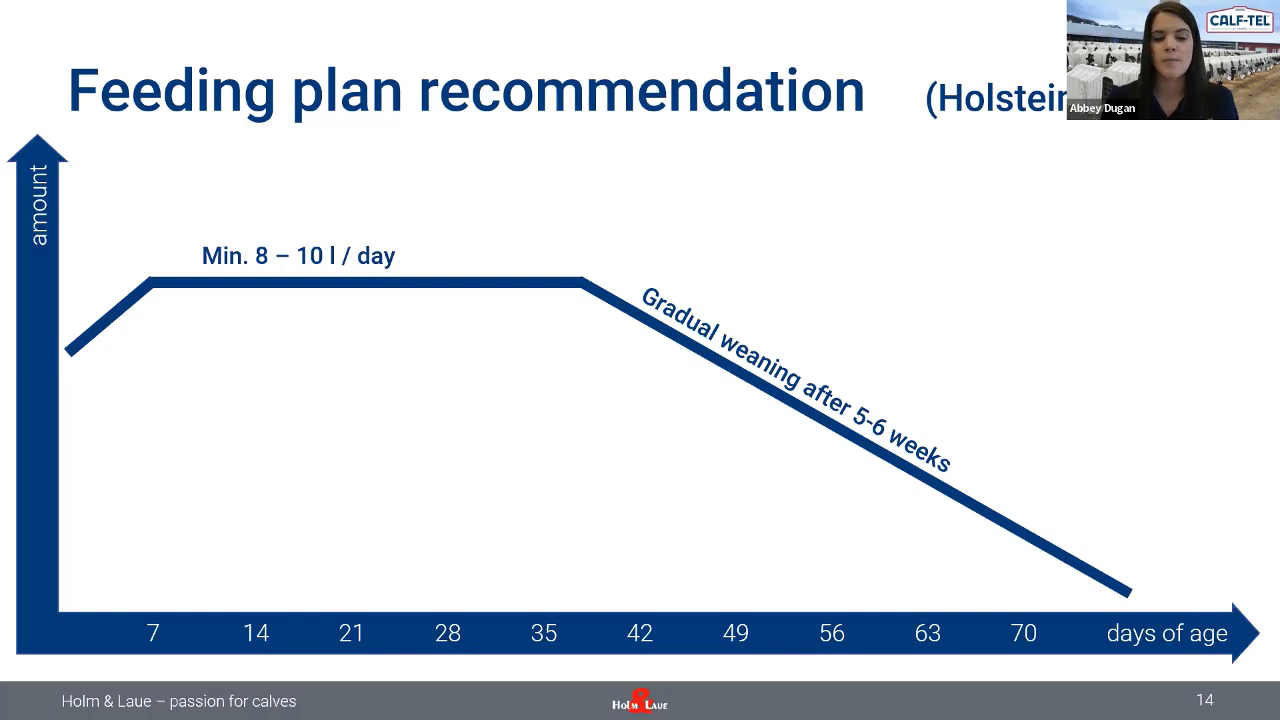 CALF-TEL
Feeding plan recommendation (Holstein
Abbey Dugan
amount
Min. 8 – 10 l / day
Gradual weaning after 5-6 weeks
7 14 21 28 35 42 49 56 63 70 days of age
Holm & Laue – passion for calves
Holm & Laue
14